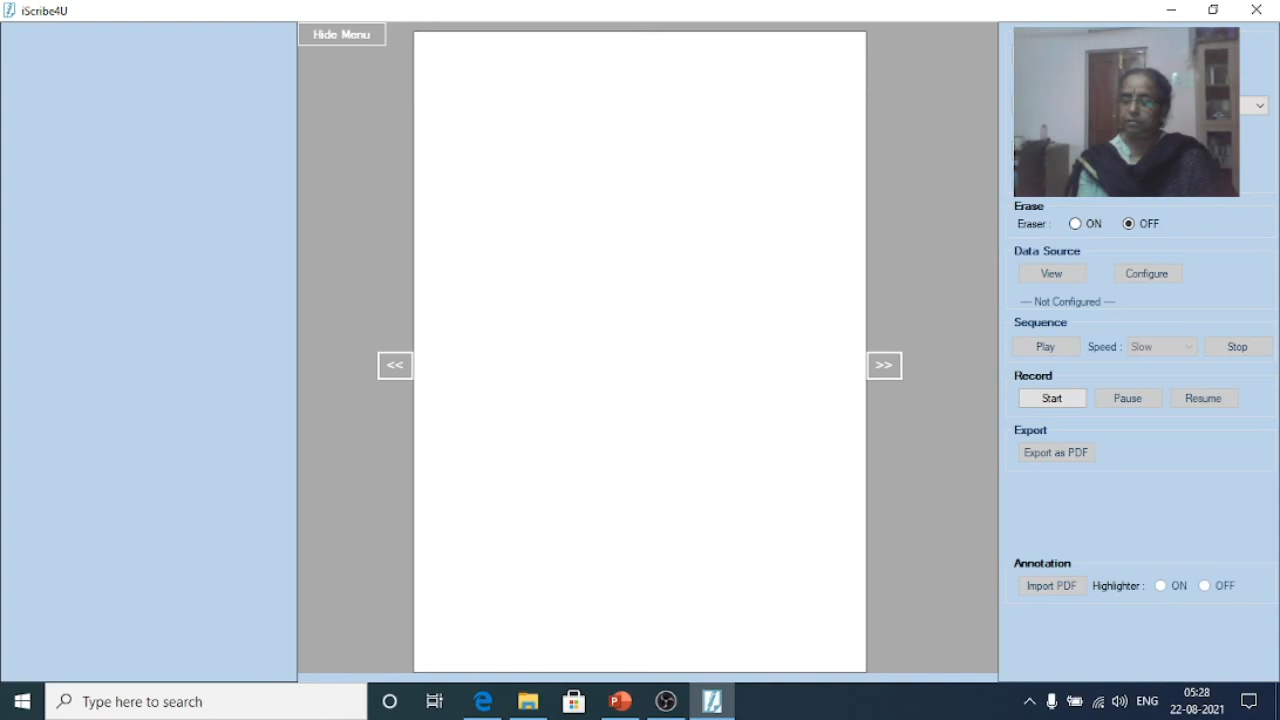 iScribe4U
Hide Menu
Erase
Eraser : ON OFF
Data Source
View Configure
--- Not Configured ---
Sequence
Play Speed : Slow Stop
Record
Start Pause Resume
<< >>
Export
Export as PDF
Annotation
Import PDF Highlighter : ON OFF
Type here to search
ENG
05:28
22-08-2021